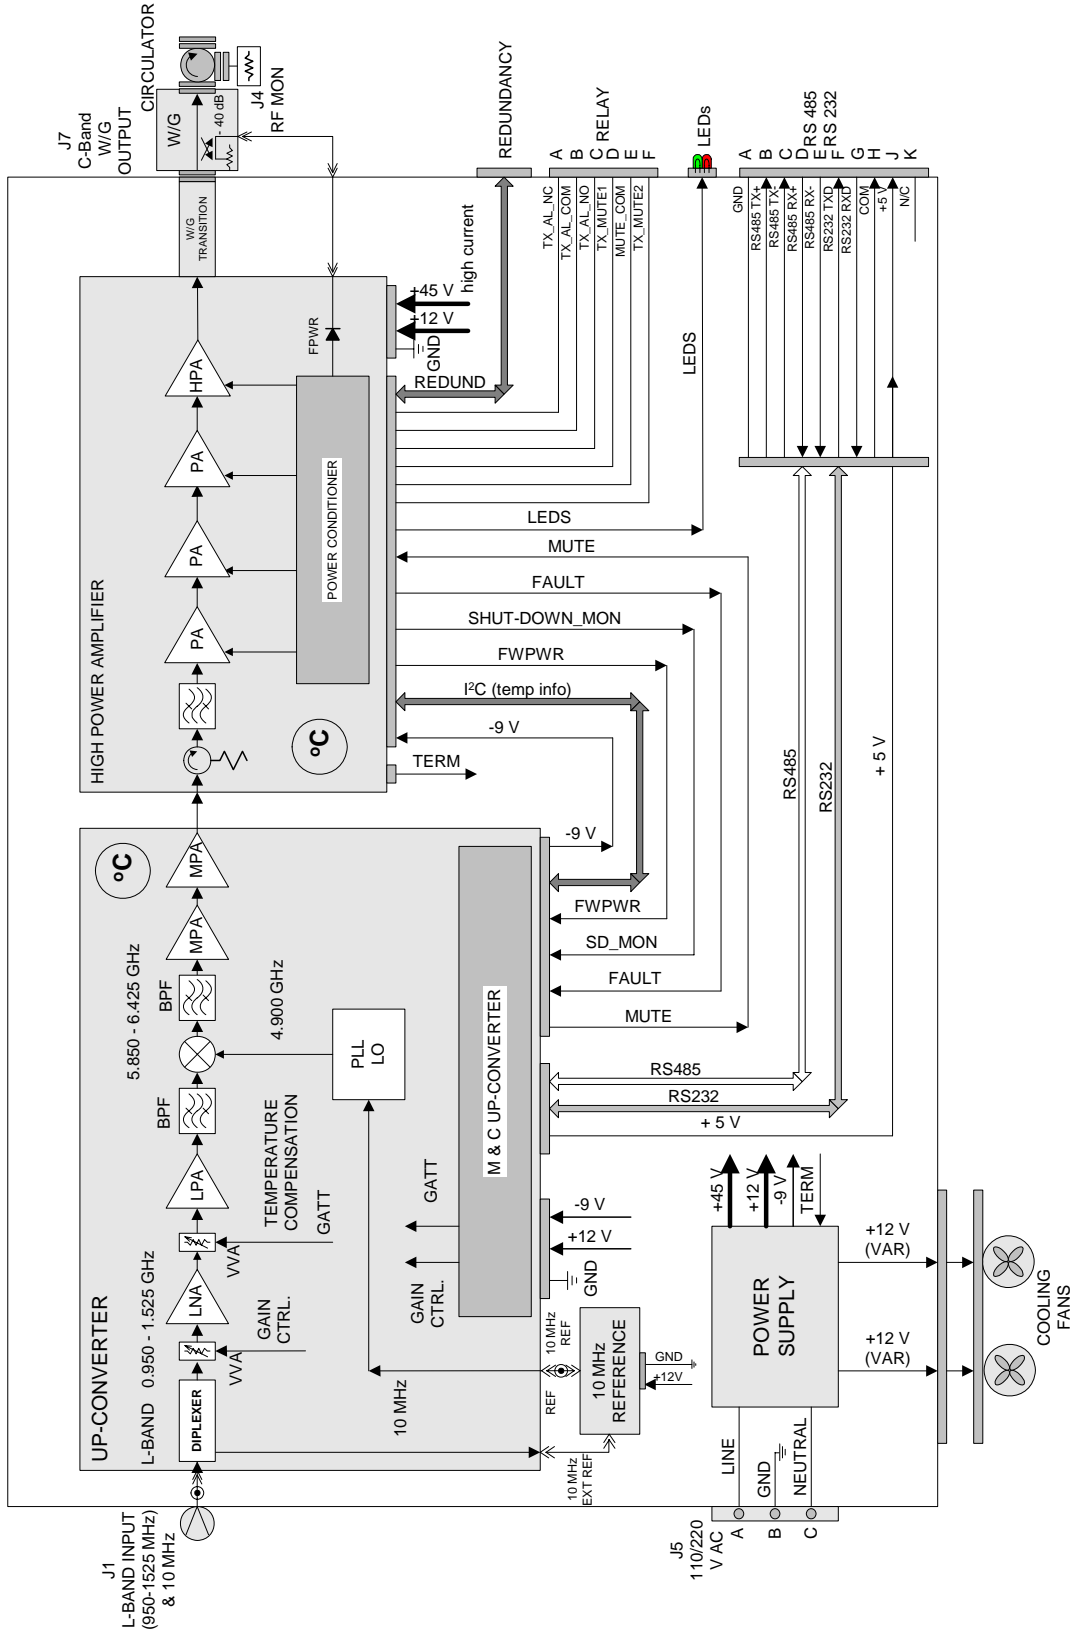 J1
L-BAND INPUT
(950-1525 MHz)
& 10 MHz
UP-CONVERTER
L-BAND 0.950 - 1.525 GHz
DIPLEXER
VVA
GAIN
CTRL.
LNA
VVA
GATT
TEMPERATURE
COMPENSATION
LPA
BPF
5.850 - 6.425 GHz
BPF
4.900 GHz
PLL
LO
MPA
MPA
ºC
10 MHz
GAIN
CTRL.
GATT
M & C UP-CONVERTER
REF
10 MHz
REF
10 MHz
EXT REF
10 MHz
REFERENCE
+12V
GND
GND
+12 V
-9 V
+ 5 V
RS232
RS485
MUTE
FAULT
SD_MON
FWPWR
-9 V
HIGH POWER AMPLIFIER
PA
PA
PA
HPA
ºC
POWER CONDITIONER
FPWR
TERM
-9 V
I²C (temp info)
FWPWR
SHUT-DOWN_MON
FAULT
MUTE
LEDS
REDUND
GND
+12 V
+45 V
high current
W/G
TRANSITION
J7
C-Band
W/G
OUTPUT
CIRCULATOR
W/G
- 40 dB
J4
RF MON
REDUNDANCY
TX_AL_NC
TX_AL_COM
TX_AL_NO
TX_MUTE1
MUTE_COM
TX_MUTE2
A
B
C
D
E
F
RELAY
LEDS
LEDs
GND
RS485 TX+
RS485 TX-
RS485 RX+
RS485 RX-
RS232 TXD
RS232 RXD
COM
+5 V
N/C
A
B
C
D
E
F
G
H
J
K
RS 485
RS 232
RS485
RS232
+ 5 V
J5
110/220
V AC
A
B
C
LINE
GND
NEUTRAL
POWER
SUPPLY
+45 V
+12 V
-9 V
TERM
+12 V
(VAR)
+12 V
(VAR)
COOLING
FANS